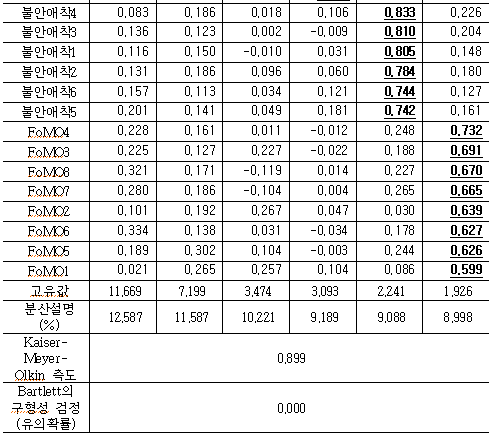 불안애착4 0.083 0.186 0.018 0.106 0.833 0.226
불안애착3 0.136 0.123 0.002 -0.009 0.810 0.204
불안애착1 0.116 0.150 -0.010 0.031 0.805 0.148
불안애착2 0.131 0.186 0.096 0.060 0.784 0.180
불안애착6 0.157 0.113 0.034 0.121 0.744 0.127
불안애착5 0.201 0.141 0.049 0.181 0.742 0.161
FoMO4 0.228 0.161 0.011 -0.012 0.248 0.732
FoMO3 0.225 0.127 0.227 -0.022 0.188 0.691
FoMO8 0.321 0.171 -0.119 0.014 0.227 0.670
FoMO7 0.280 0.186 -0.104 0.004 0.265 0.665
FoMO2 0.101 0.192 0.267 0.047 0.030 0.639
FoMO6 0.334 0.138 0.031 -0.034 0.178 0.627
FoMO5 0.189 0.302 0.104 -0.003 0.244 0.626
FoMO1 0.021 0.265 0.257 0.104 0.086 0.599
고유값 11.669 7.199 3.474 3.093 2.241 1.926
분산설명
(%) 12.587 11.587 10.221 9.189 9.088 8.998
Kaiser-
Meyer-
Olkin 측도 0.899
Bartlett의
구형성 검정
(유의확률) 0.000